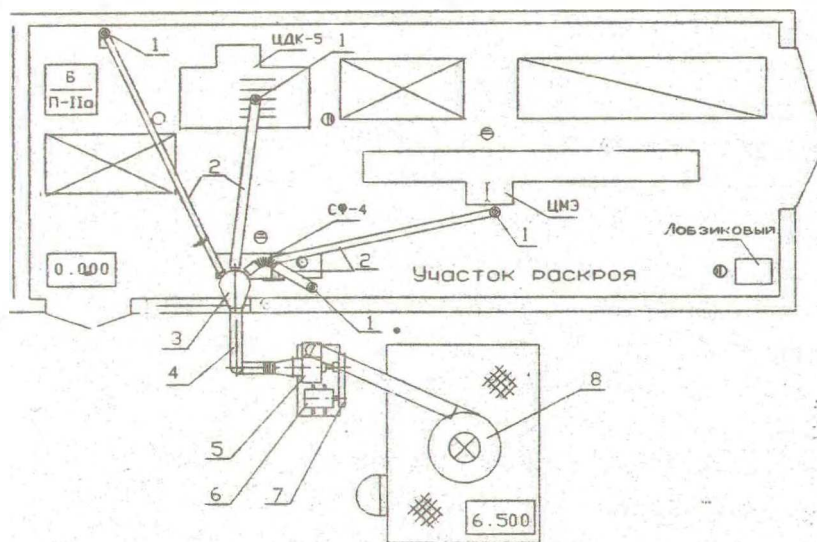 1
ЦДК-5
1
Б
П-IIа
2
СФ-4
ЦМЭ
1
2
Лобзиковый
0.000
Участок раскроя
1
3
4
8
5
6
7
6.500